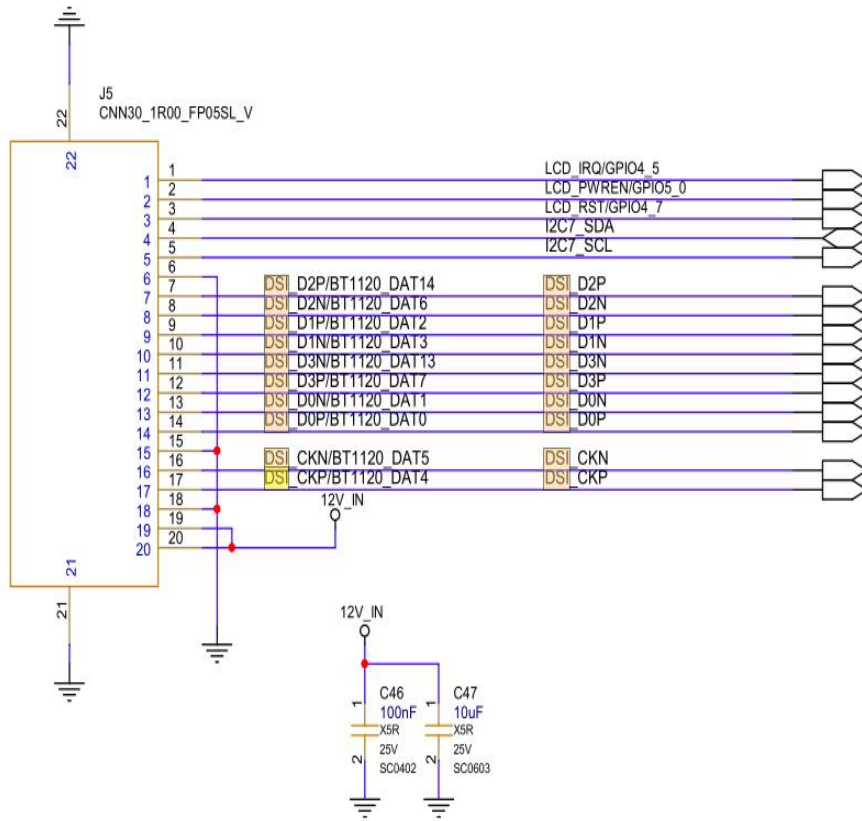 J5
CNN30_1R00_FP05SL_V
22
22
1 1 LCD_IRQ/GPIO4_5
2 2 LCD_PWREN/GPIO5_0
3 3 LCD_RST/GPIO4_7
4 4 I2C7_SDA
5 5 I2C7_SCL
6 6
7 7 DSI_D2P/BT1120_DAT14 DSI_D2P
8 8 DSI_D2N/BT1120_DAT6 DSI_D2N
9 9 DSI_D1P/BT1120_DAT2 DSI_D1P
10 10 DSI_D1N/BT1120_DAT3 DSI_D1N
11 11 DSI_D3N/BT1120_DAT13 DSI_D3N
12 12 DSI_D3P/BT1120_DAT7 DSI_D3P
13 13 DSI_D0N/BT1120_DAT1 DSI_D0N
14 14 DSI_D0P/BT1120_DAT0 DSI_D0P
15 15
16 16 DSI_CKN/BT1120_DAT5 DSI_CKN
17 17 DSI_CKP/BT1120_DAT4 DSI_CKP
18 18
19 19
20 20
12V_IN
21
21
12V_IN
1 C46
100nF
X5R
25V
2 SC0402
1 C47
10uF
X5R
25V
2 SC0603